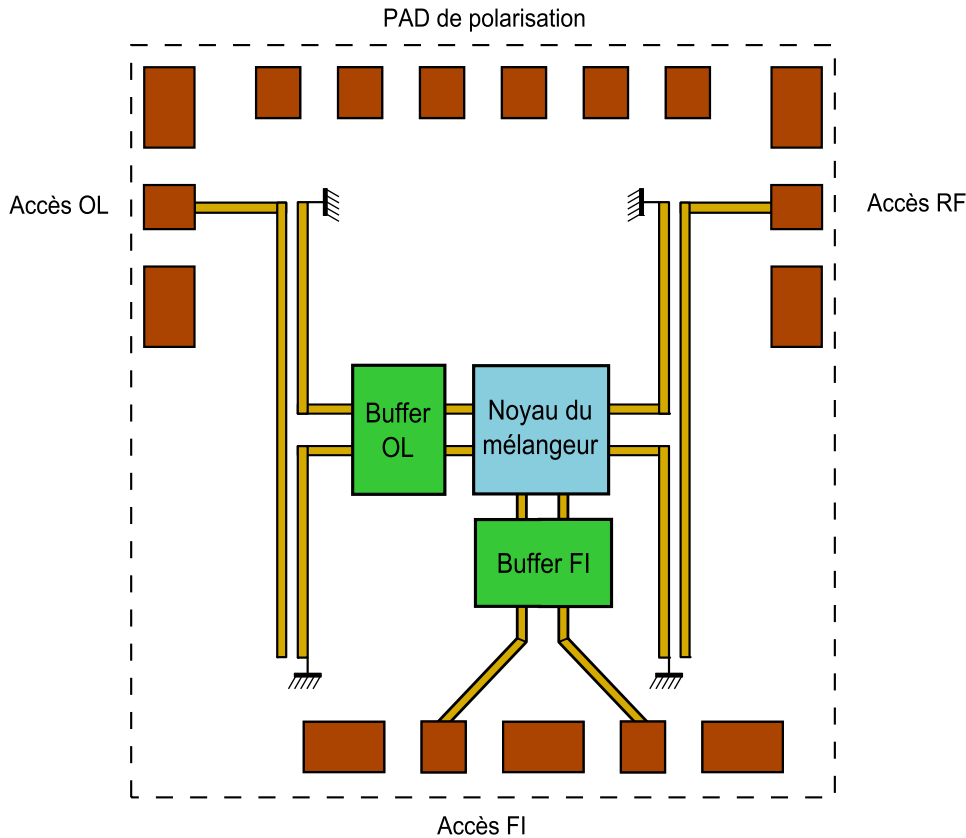 PAD de polarisation
Accès OL
Accès RF
Buffer
OL
Noyau du
mélangeur
Buffer FI
Accès FI